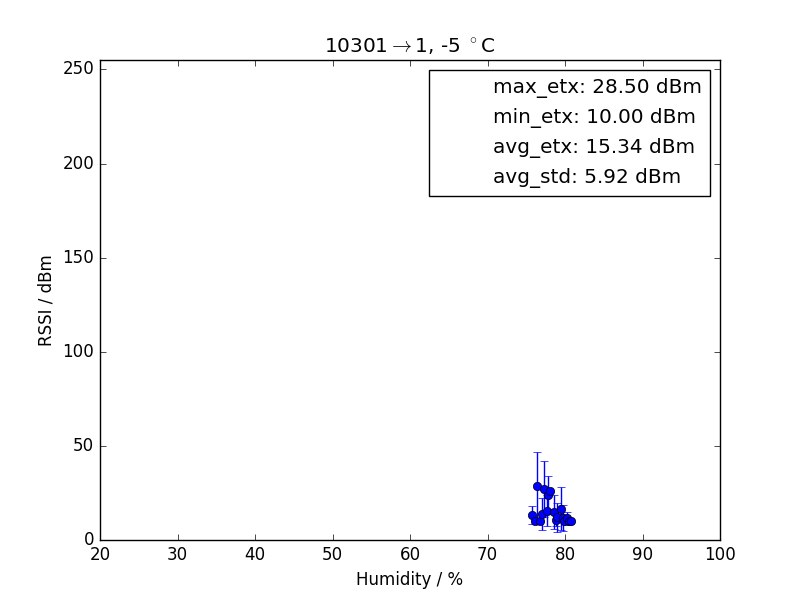 10301→1, -5 °C
max_etx: 28.50 dBm
min_etx: 10.00 dBm
avg_etx: 15.34 dBm
avg_std: 5.92 dBm
RSSI / dBm
250
200
150
100
50
0
20 30 40 50 60 70 80 90 100
Humidity / %